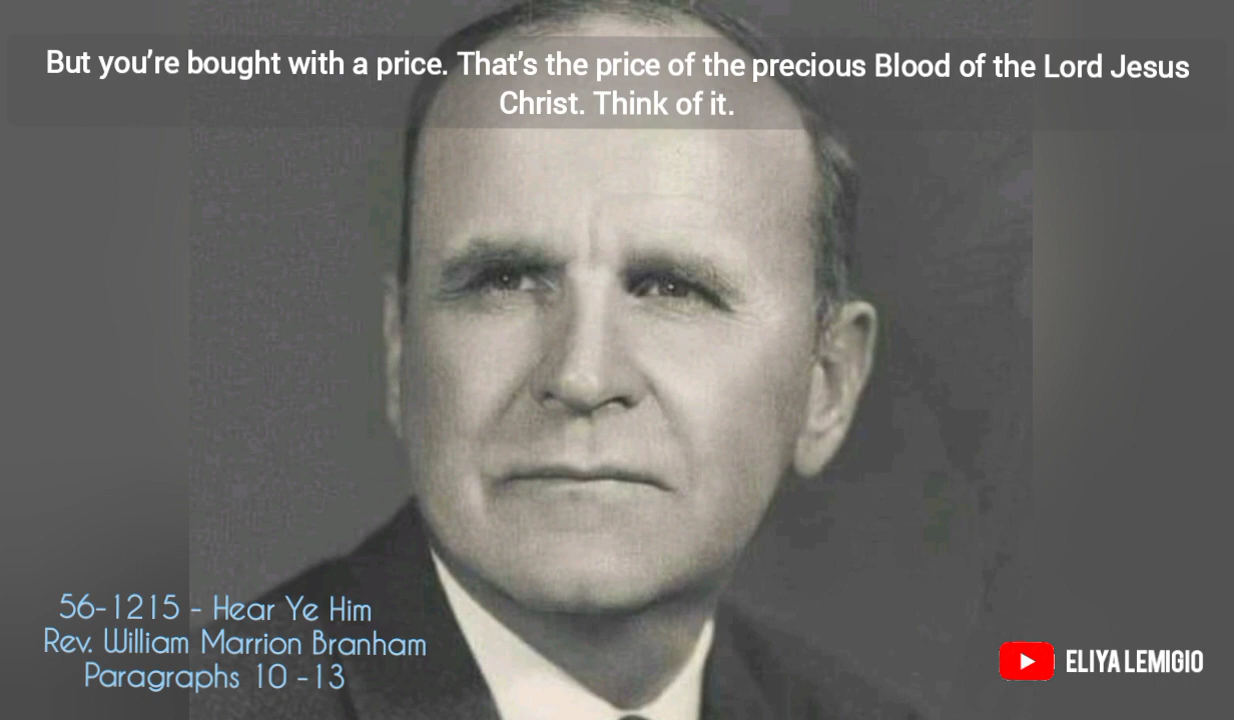 But you’re bought with a price. That’s the price of the precious Blood of the Lord Jesus
Christ. Think of it.
56-1215 - Hear Ye Him
Rev. William Marrion Branham
Paragraphs 10 -13
ELIYA LEMIGIO